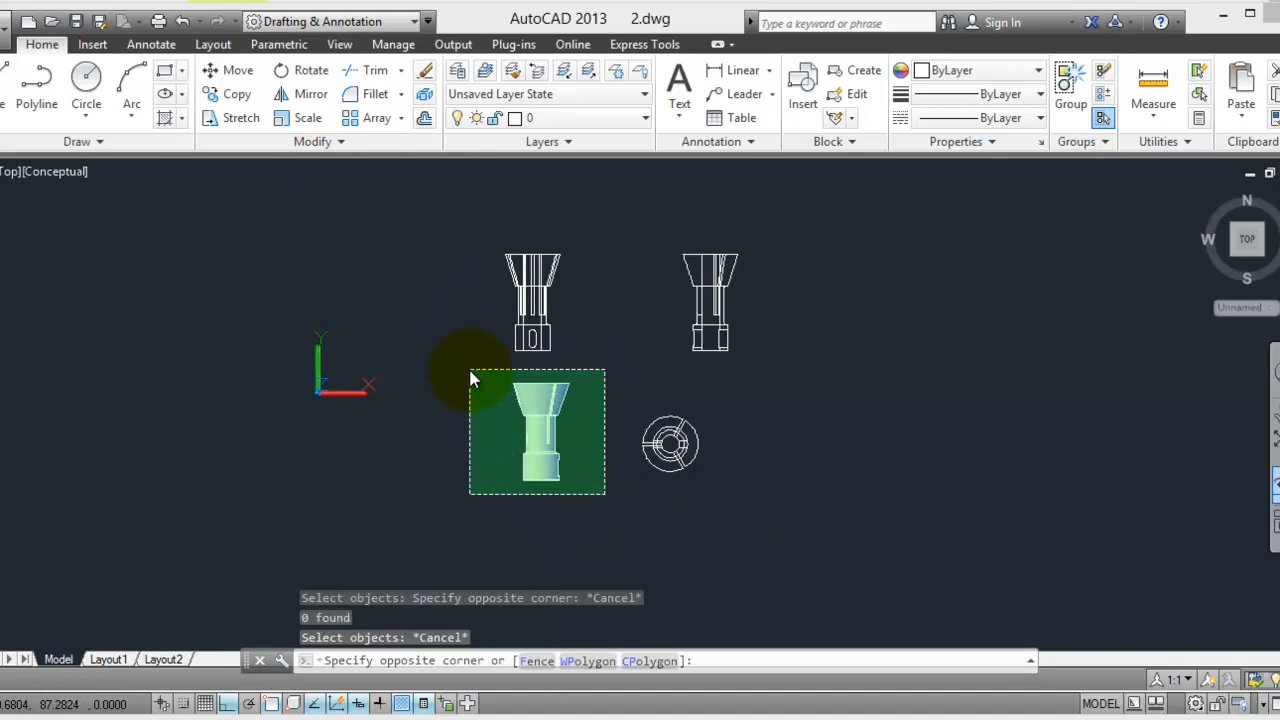 Drafting & Annotation
AutoCAD 2013 2.dwg
Type a keyword or phrase
Sign In
Home Insert Annotate Layout Parametric View Manage Output Plug-ins Online Express Tools
Polyline Circle Arc
Move Rotate Trim
Copy Mirror Fillet
Stretch Scale Array
Unsaved Layer State
0
Text
Linear
Leader
Table
Insert
Create
Edit
ByLayer
ByLayer
ByLayer
Group
Measure
Paste
Draw Modify Layers Annotation Block Properties Groups Utilities Clipboard
Top][Conceptual]
N
W TOP
S
Unnamed
Y
X
Z
Select objects: Specify opposite corner: *Cancel*
0 found
Select objects: *Cancel*
Specify opposite corner or [Fence WPolygon CPolygon]:
Model Layout1 Layout2
1:1
.6804, 87.2824, 0.0000
MODEL